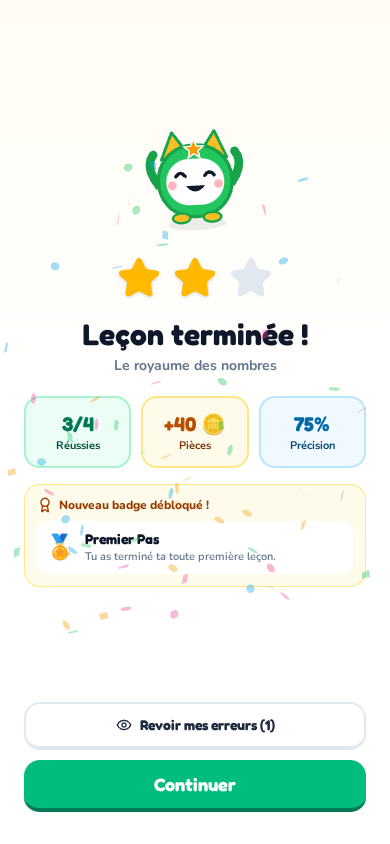 Leçon terminée !
Le royaume des nombres
3/4
Réussies
+40
Pièces
75%
Précision
Nouveau badge débloqué !
Premier Pas
Tu as terminé ta toute première leçon.
Revoir mes erreurs (1)
Continuer